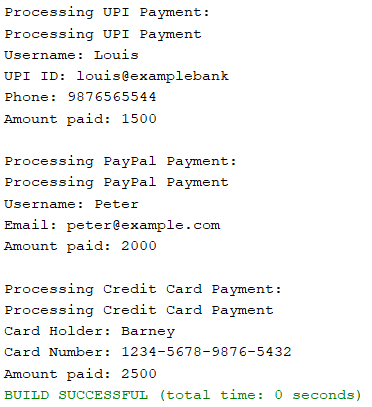 Processing UPI Payment:
Processing UPI Payment
Username: Louis
UPI ID: louis@examplebank
Phone: 9876565544
Amount paid: 1500
Processing PayPal Payment:
Processing PayPal Payment
Username: Peter
Email: peter@example.com
Amount paid: 2000
Processing Credit Card Payment:
Processing Credit Card Payment
Card Holder: Barney
Card Number: 1234-5678-9876-5432
Amount paid: 2500
BUILD SUCCESSFUL (total time: 0 seconds)